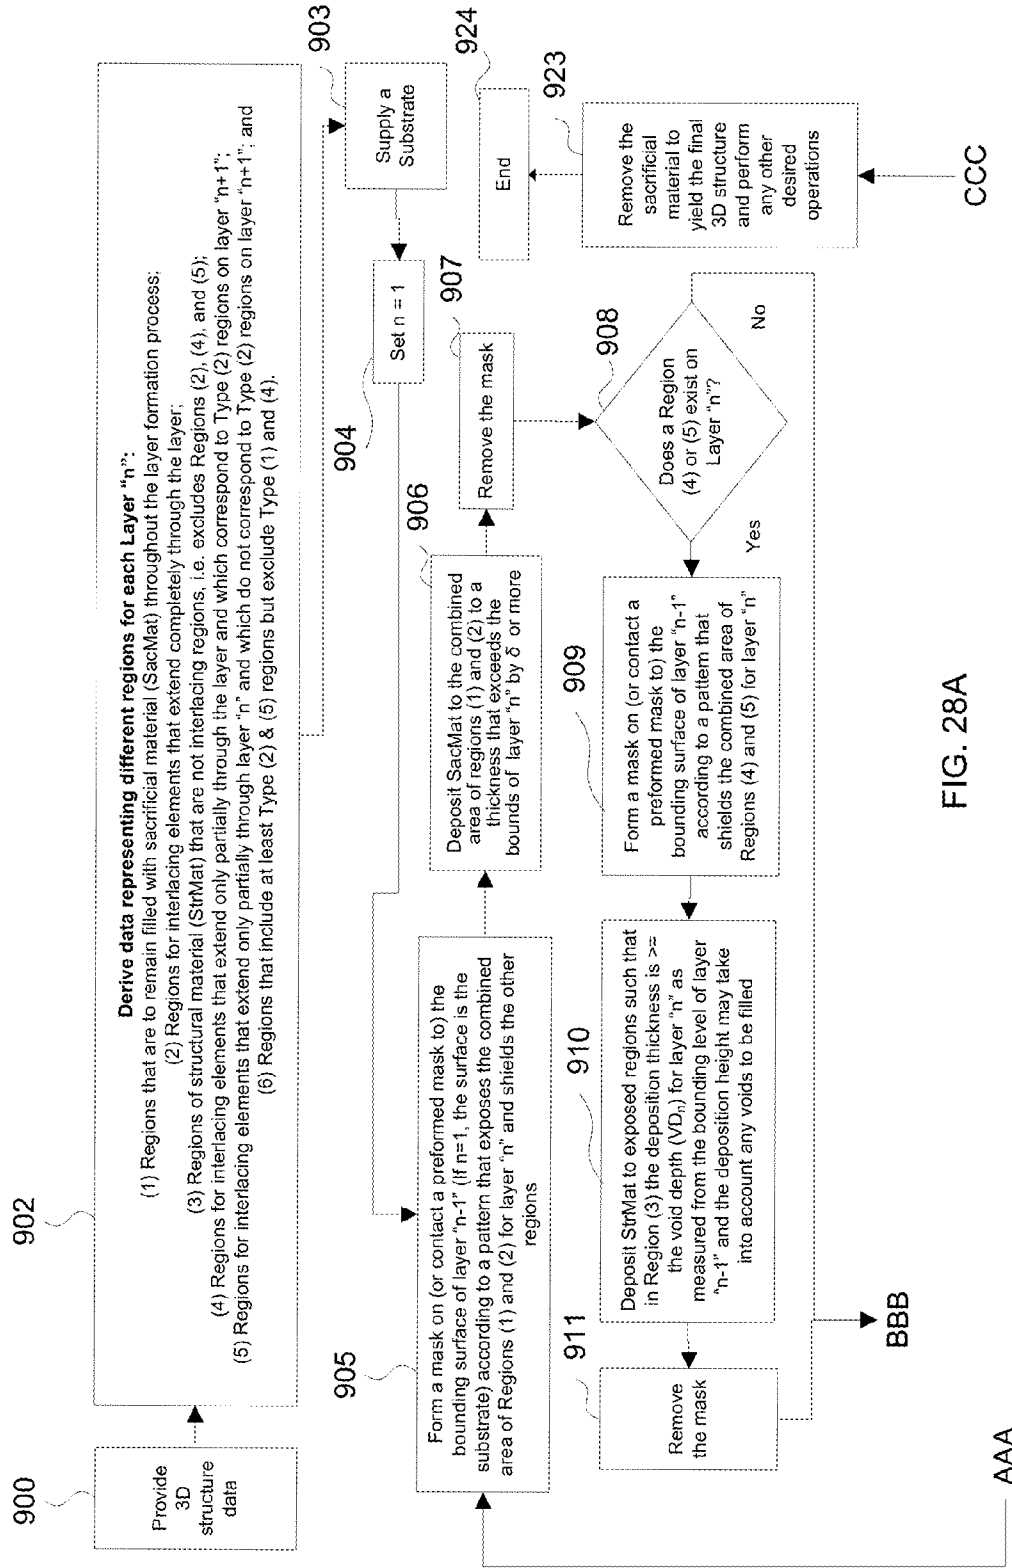 900
Provide
3D
structure
data
902
Derive data representing different regions for each Layer “n”:
(1) Regions that are to remain filled with sacrificial material (SacMat) throughout the layer formation process;
(2) Regions for interlacing elements that extend completely through the layer;
(3) Regions of structural material (StrMat) that are not interlacing regions, i.e. excludes Regions (2), (4), and (5);
(4) Regions for interlacing elements that extend only partially through the layer and which correspond to Type (2) regions on layer “n+1”;
(5) Regions for interlacing elements that extend only partially through layer “n” and which do not correspond to Type (2) regions on layer “n+1”; and
(6) Regions that include at least Type (2) & (5) regions but exclude Type (1) and (4).
903
Supply a
Substrate
904
Set n = 1
905
Form a mask on (or contact a preformed mask to) the
bounding surface of layer “n-1” (If n=1, the surface is the
substrate) according to a pattern that exposes the combined
area of Regions (1) and (2) for layer “n” and shields the other
regions
906
Deposit SacMat to the combined
area of regions (1) and (2) to a
thickness that exceeds the
bounds of layer “n” by δ or more
907
Remove the mask
908
Does a Region
(4) or (5) exist on
Layer “n”?
Yes
No
909
Form a mask on (or contact a
preformed mask to) the
bounding surface of layer “n-1”
according to a pattern that
shields the combined area of
Regions (4) and (5) for layer “n”
910
Deposit StrMat to exposed regions such that
in Region (3) the deposition thickness is >=
the void depth (VDn) for layer “n” as
measured from the bounding level of layer
“n-1” and the deposition height may take
into account any voids to be filled
911
Remove
the mask
AAA
BBB
CCC
923
Remove the
sacrificial
material to
yield the final
3D structure
and perform
any other
desired
operations
924
End
FIG. 28A